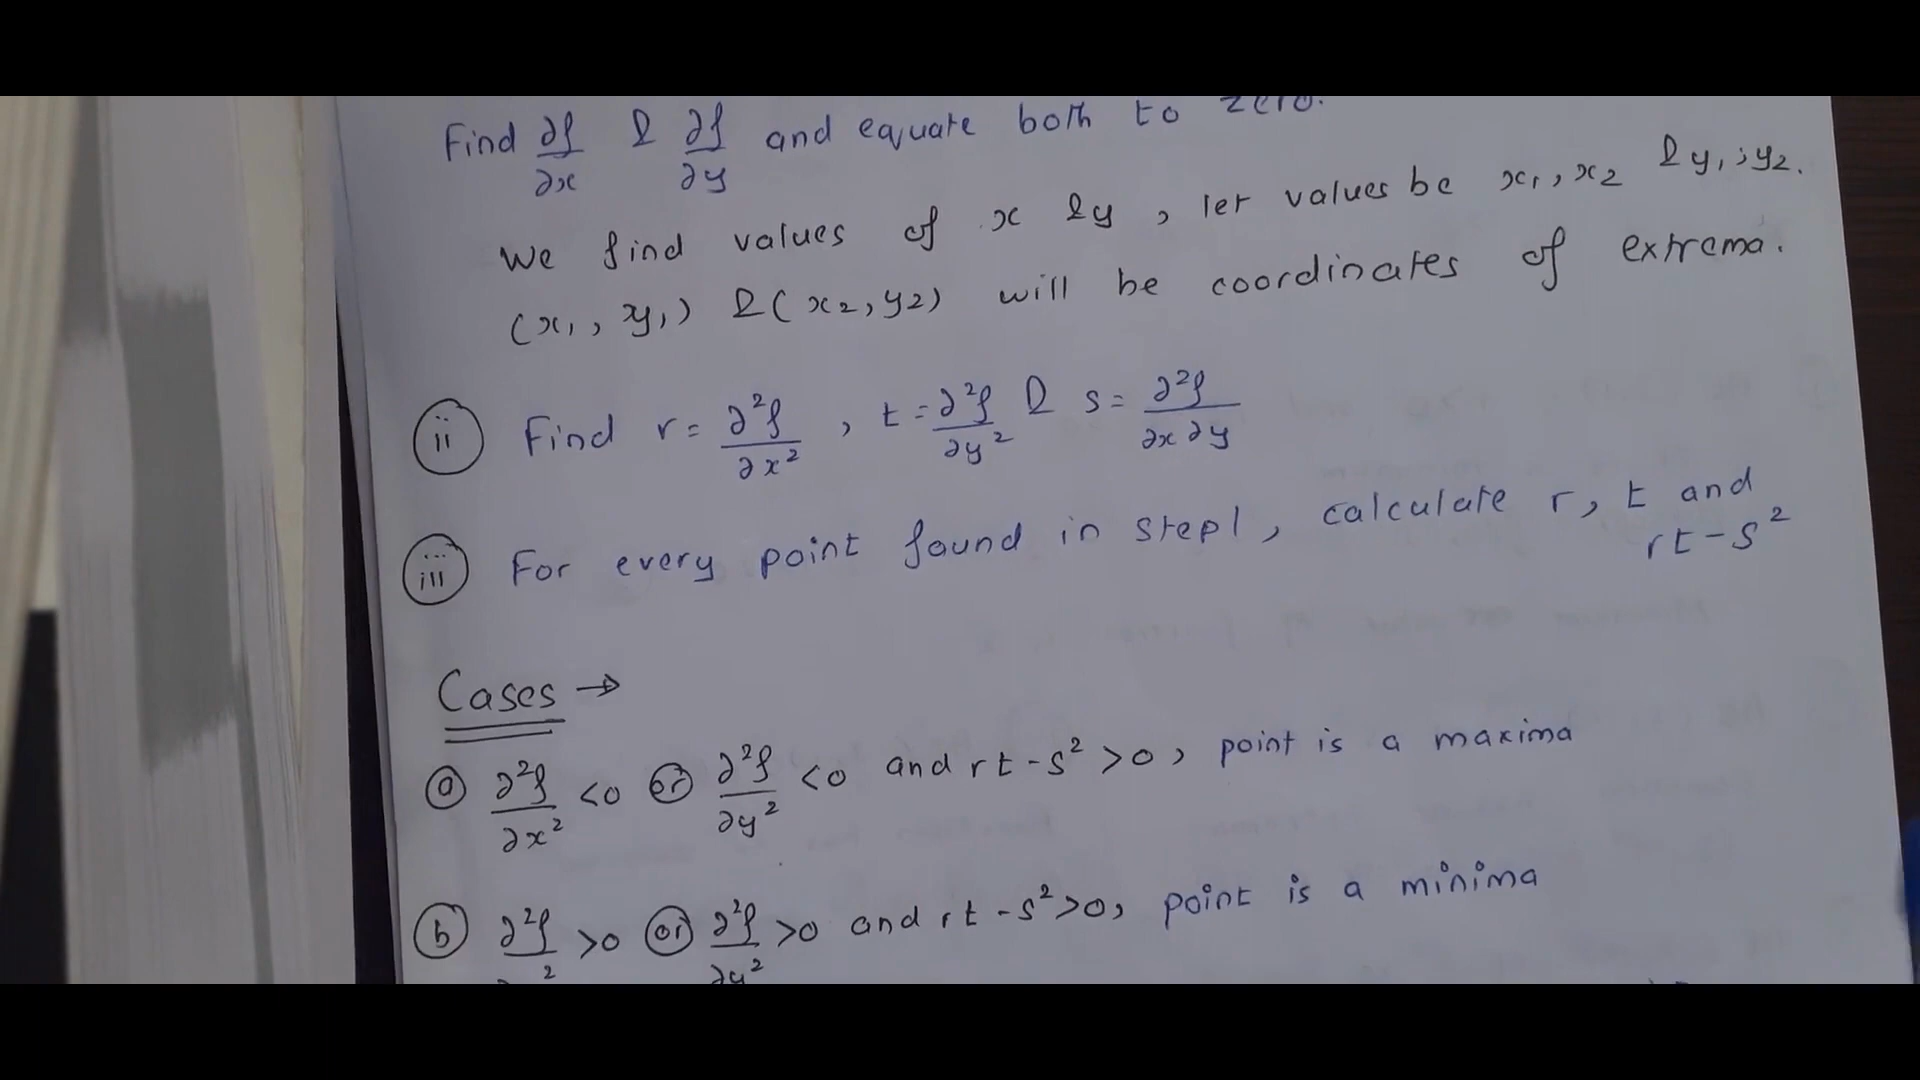 Find ∂f/∂x & ∂f/∂y and equate both to zero.
We find values of x & y, let values be x₁, x₂ & y₁, y₂.
(x₁, y₁) & (x₂, y₂) will be coordinates of extrema.
ii Find r = ∂²f/∂x², t = ∂²f/∂y² & s = ∂²f/∂x∂y
iii For every point found in step1, calculate r, t and
rt - s²
Cases →
a ∂²f/∂x² <0 or ∂²f/∂y² <0 and rt - s² >0, point is a maxima
b ∂²f/∂x² >0 or ∂²f/∂y² >0 and rt - s² >0, point is a minima